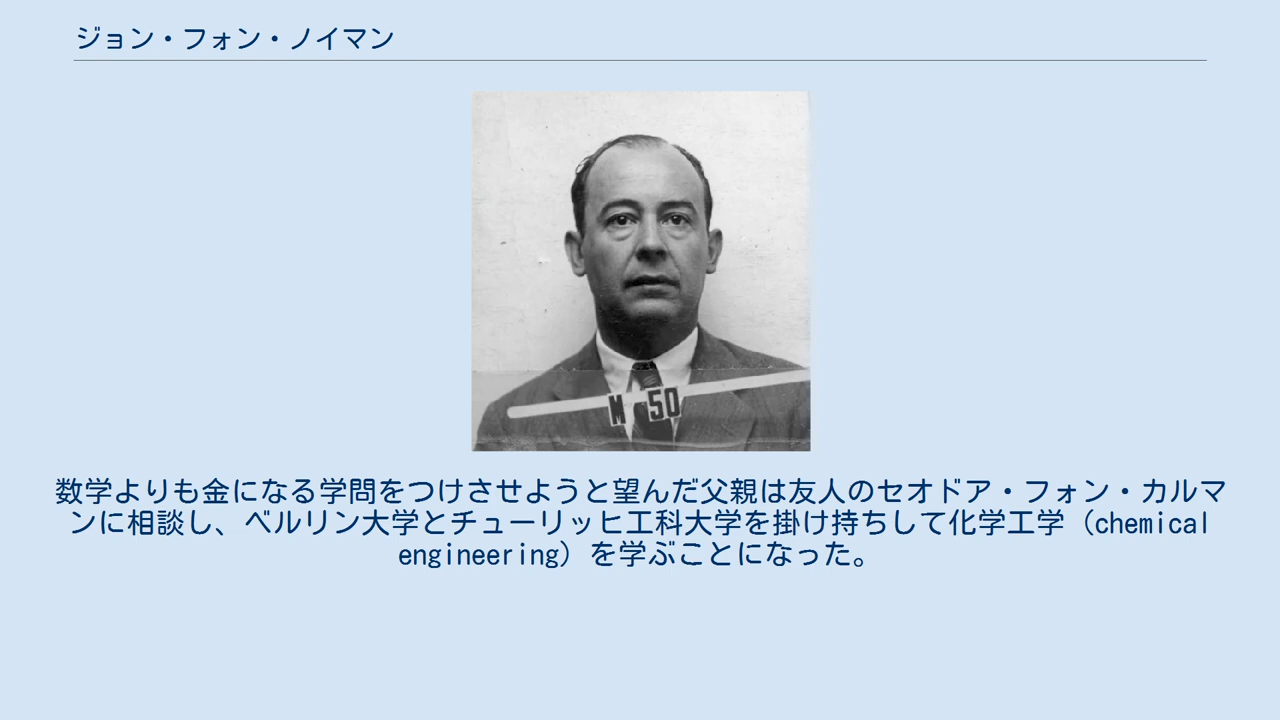 ジョン・フォン・ノイマン
M 50
数学よりも金になる学問をつけさせようと望んだ父親は友人のセオドア・フォン・カルマ
ンに相談し、ベルリン大学とチューリッヒ工科大学を掛け持ちして化学工学（chemical
engineering）を学ぶことになった。